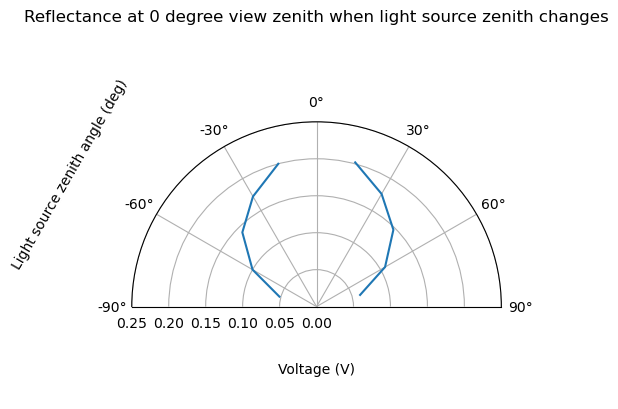 Reflectance at 0 degree view zenith when light source zenith changes
0°
-30° 30°
-60° 60°
Light source zenith angle (deg)
-90° 90°
0.25 0.20 0.15 0.10 0.05 0.00
Voltage (V)